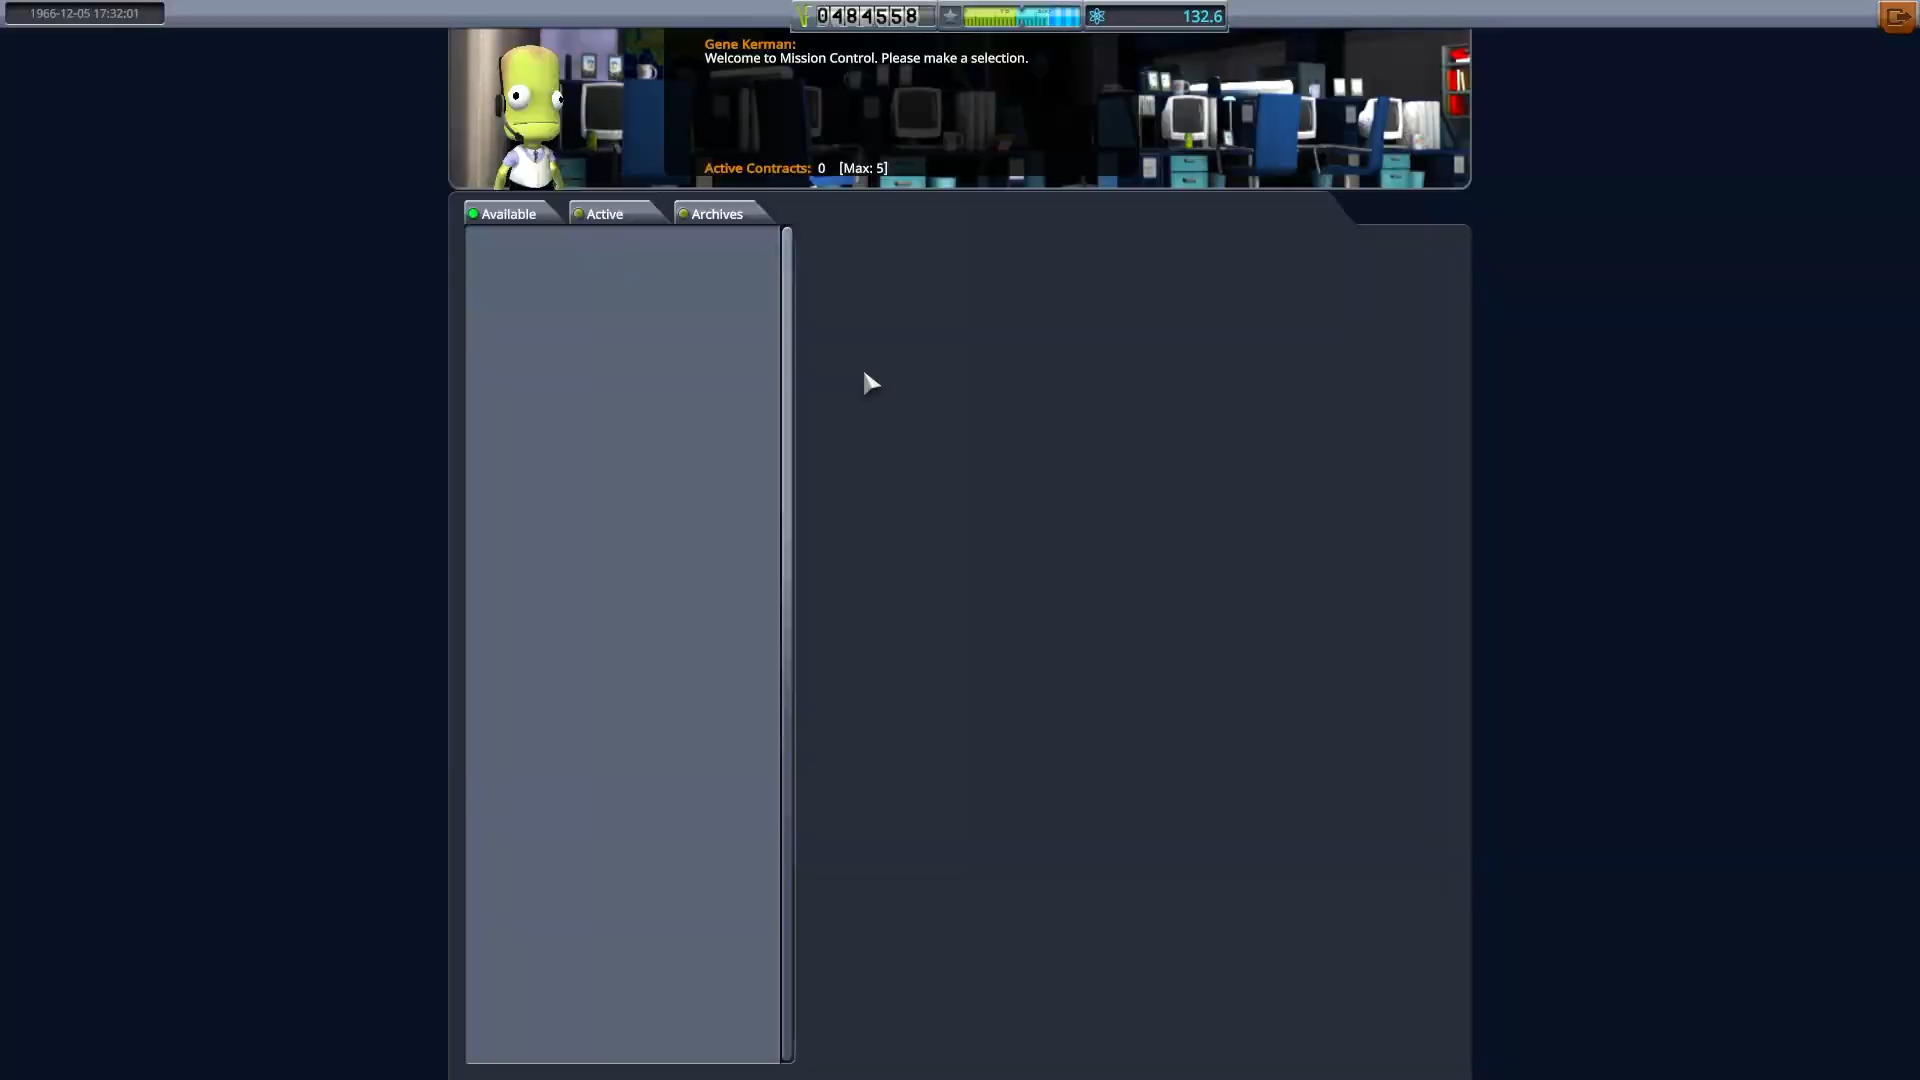 1966-12-05 17:32:01
0484558
132.6
Gene Kerman:
Welcome to Mission Control. Please make a selection.
Active Contracts: 0 [Max: 5]
Available
Active
Archives